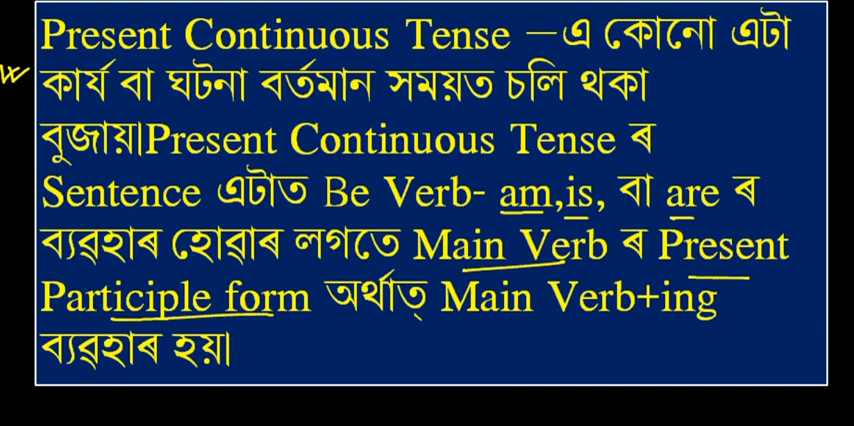 Present Continuous Tense –এ কোনো এটা
কাৰ্য বা ঘটনা বৰ্তমান সময়ত চলি থকা
বুজায়।Present Continuous Tense ৰ
Sentence এটাত Be Verb- am,is, বা are ৰ
ব্যৱহাৰ হোৱাৰ লগতে Main Verb ৰ Present
Participle form অৰ্থাত্ Main Verb+ing
ব্যৱহাৰ হয়।